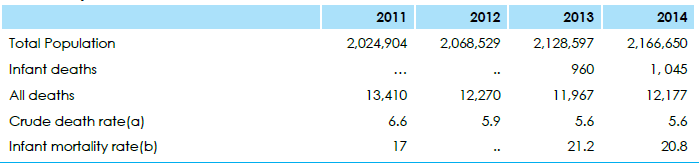 2011 2012 2013 2014
Total Population 2,024,904 2,068,529 2,128,597 2,166,650
Infant deaths ... .. 960 1, 045
All deaths 13,410 12,270 11,967 12,177
Crude death rate(a) 6.6 5.9 5.6 5.6
Infant mortality rate(b) 17 .. 21.2 20.8